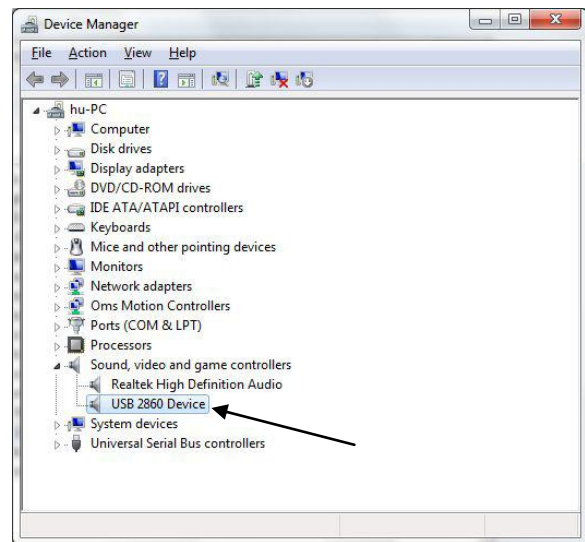 Device Manager
File Action View Help
hu-PC
Computer
Disk drives
Display adapters
DVD/CD-ROM drives
IDE ATA/ATAPI controllers
Keyboards
Mice and other pointing devices
Monitors
Network adapters
Oms Motion Controllers
Ports (COM & LPT)
Processors
Sound, video and game controllers
Realtek High Definition Audio
USB 2860 Device
System devices
Universal Serial Bus controllers